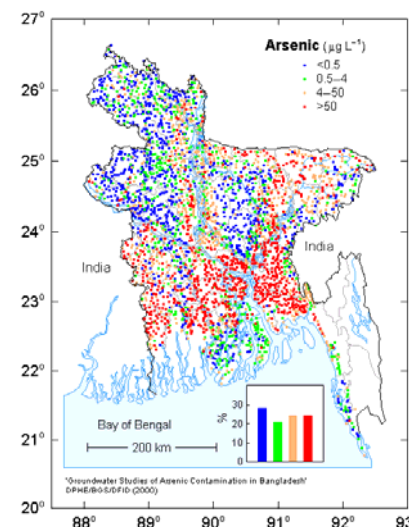 Arsenic (µg L⁻¹)
<0.5
0.5–4
4–50
>50
27°
26°
25°
24°
23°
22°
21°
20°
India
India
Bay of Bengal
200 km
%
30
20
10
0
'Groundwater Studies of Arsenic Contamination in Bangladesh'
DPHE/BGS/DFID (2000)
88° 89° 90° 91° 92°